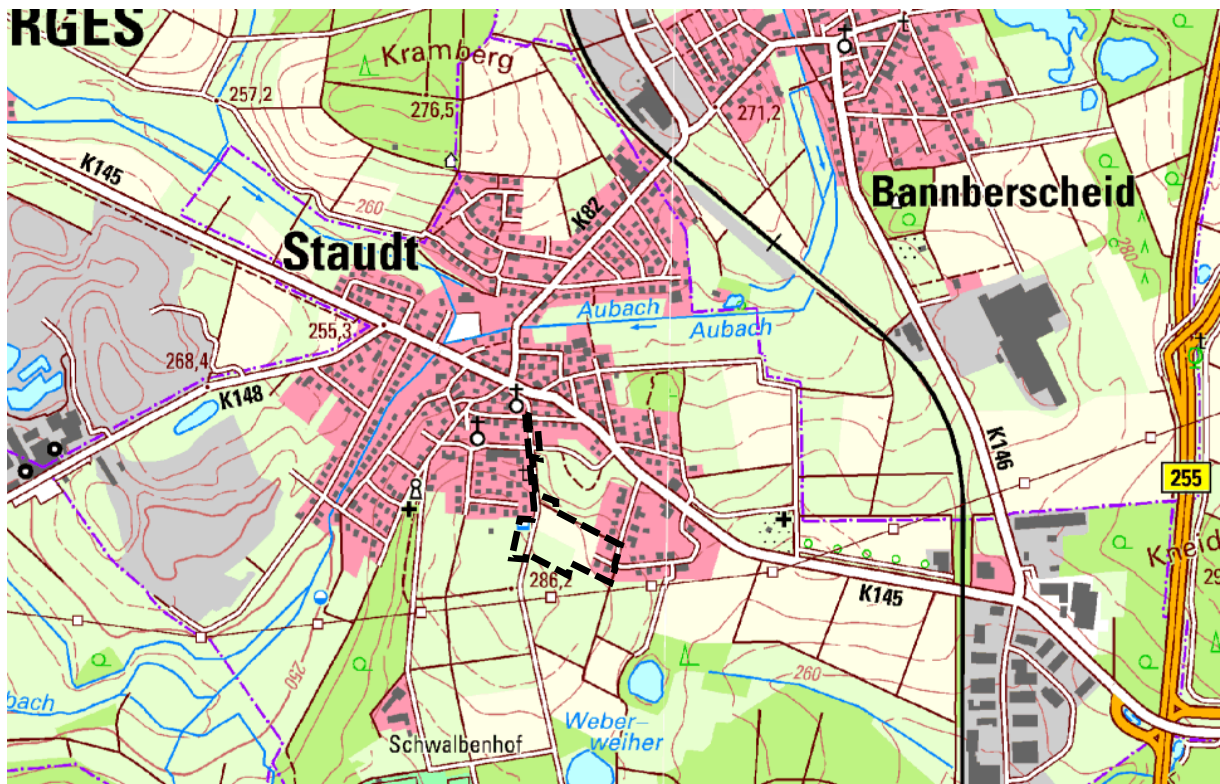 RGES
Kramberg
257,2
276,5
271,2
K145
K82
Bannberscheid
260
280
Staudt
Aubach
Aubach
255,3
268,4
K148
K146
255
Kneid
29
286,2
K145
250
260
bach
Weber–
weiher
Schwalbenhof